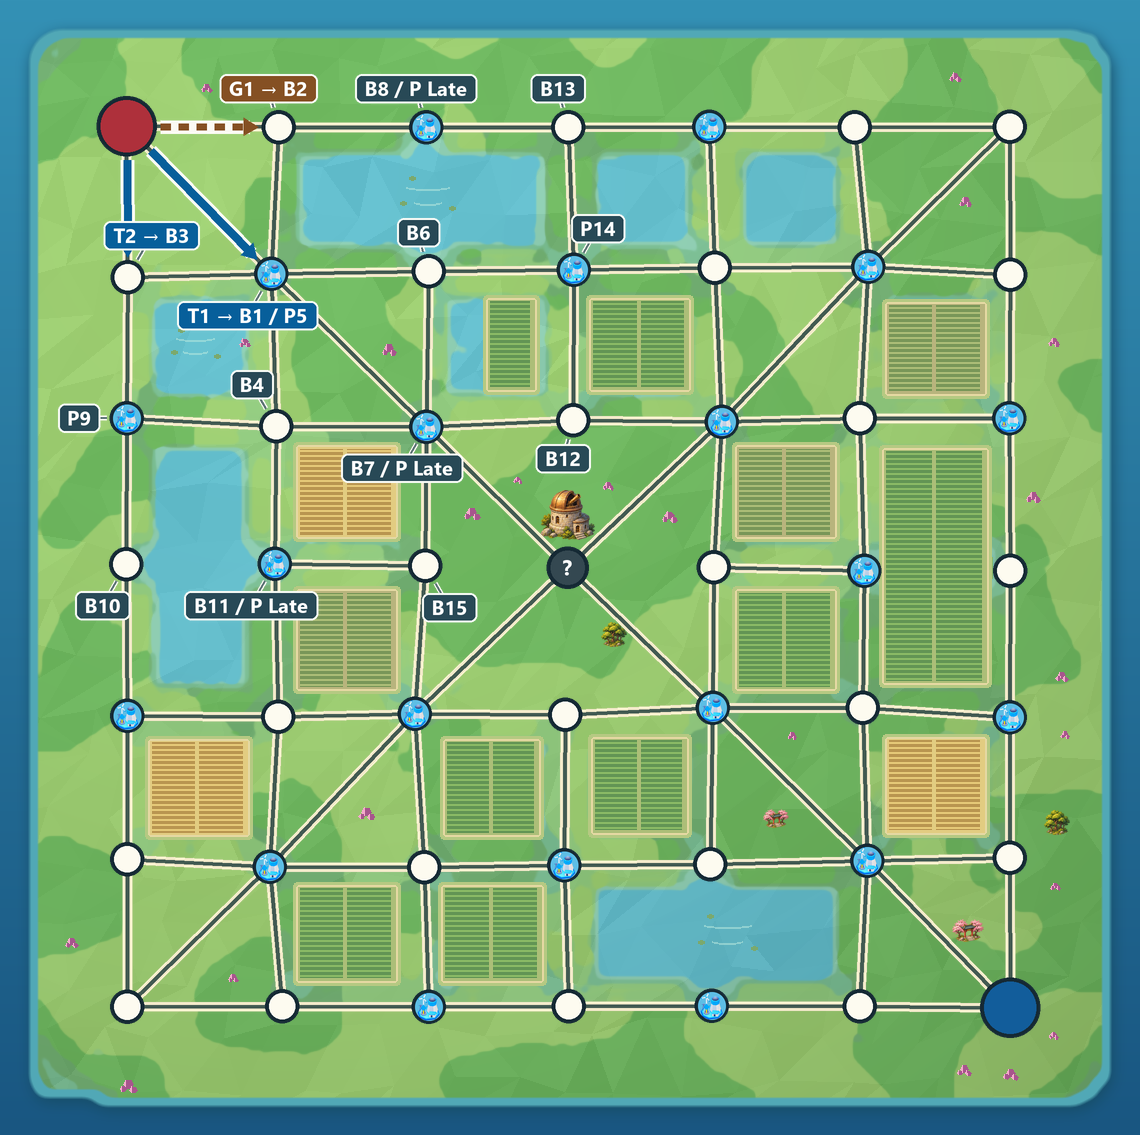 G1 → B2
B8 / P Late
B13
T2 → B3
B6
P14
T1 → B1 / P5
B4
P9
B7 / P Late
B12
?
B10
B11 / P Late
B15